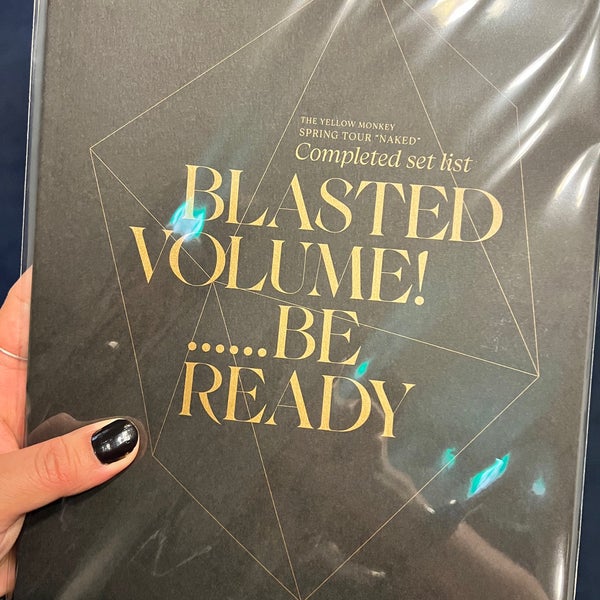 THE YELLOW MONKEY
SPRING TOUR "NAKED"
Completed set list
BLASTED
VOLUME!
......BE
READY